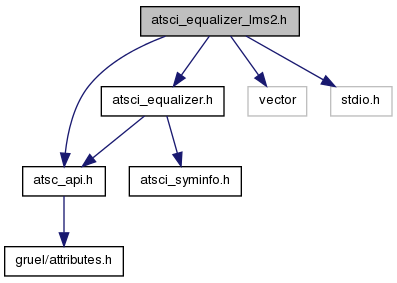 atsci_equalizer_lms2.h
atsci_equalizer.h
vector
stdio.h
atsc_api.h
atsci_syminfo.h
gruel/attributes.h